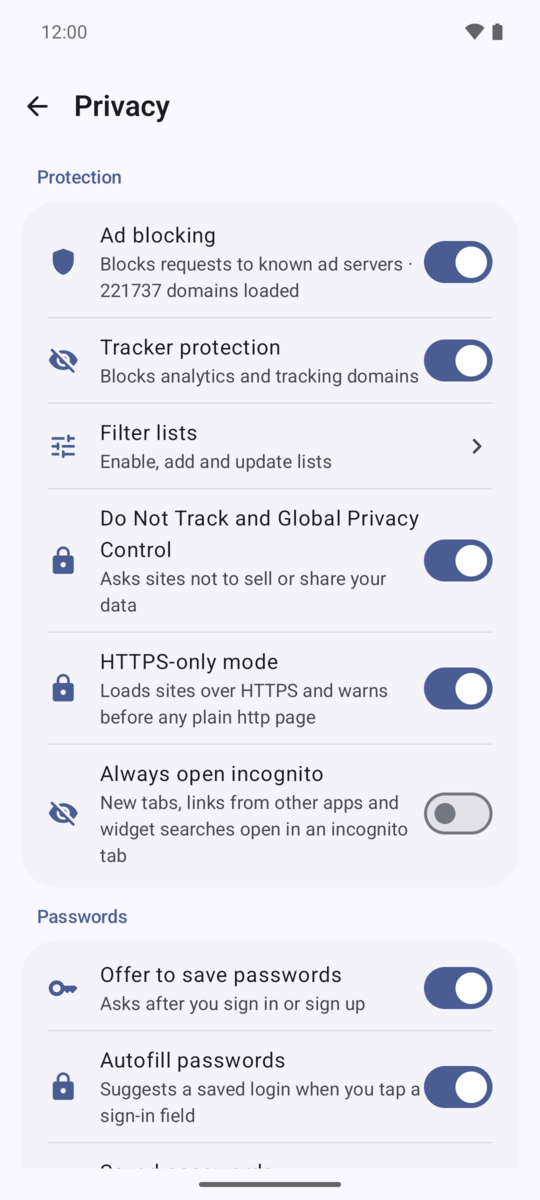 12:00
Privacy
Protection
Ad blocking
Blocks requests to known ad servers ·
221737 domains loaded
Tracker protection
Blocks analytics and tracking domains
Filter lists
Enable, add and update lists
Do Not Track and Global Privacy
Control
Asks sites not to sell or share your
data
HTTPS-only mode
Loads sites over HTTPS and warns
before any plain http page
Always open incognito
New tabs, links from other apps and
widget searches open in an incognito
tab
Passwords
Offer to save passwords
Asks after you sign in or sign up
Autofill passwords
Suggests a saved login when you tap a
sign-in field